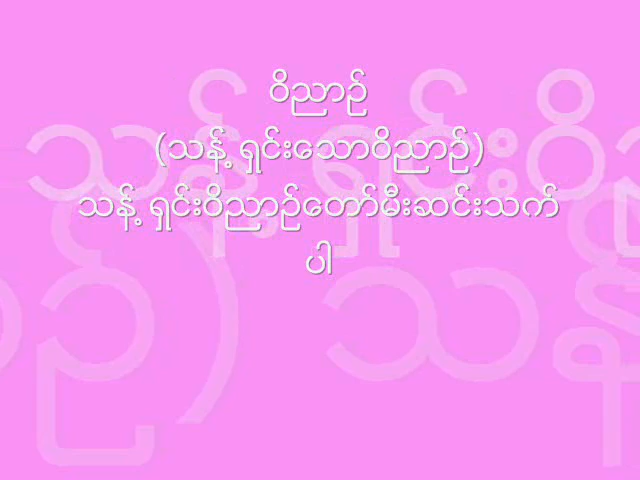 ဝိညာဉ်
(သန့် ရှင်းသောဝိညာဉ်)
သန့် ရှင်းဝိညာဉ်တော်မီးဆင်းသက်
ပါ